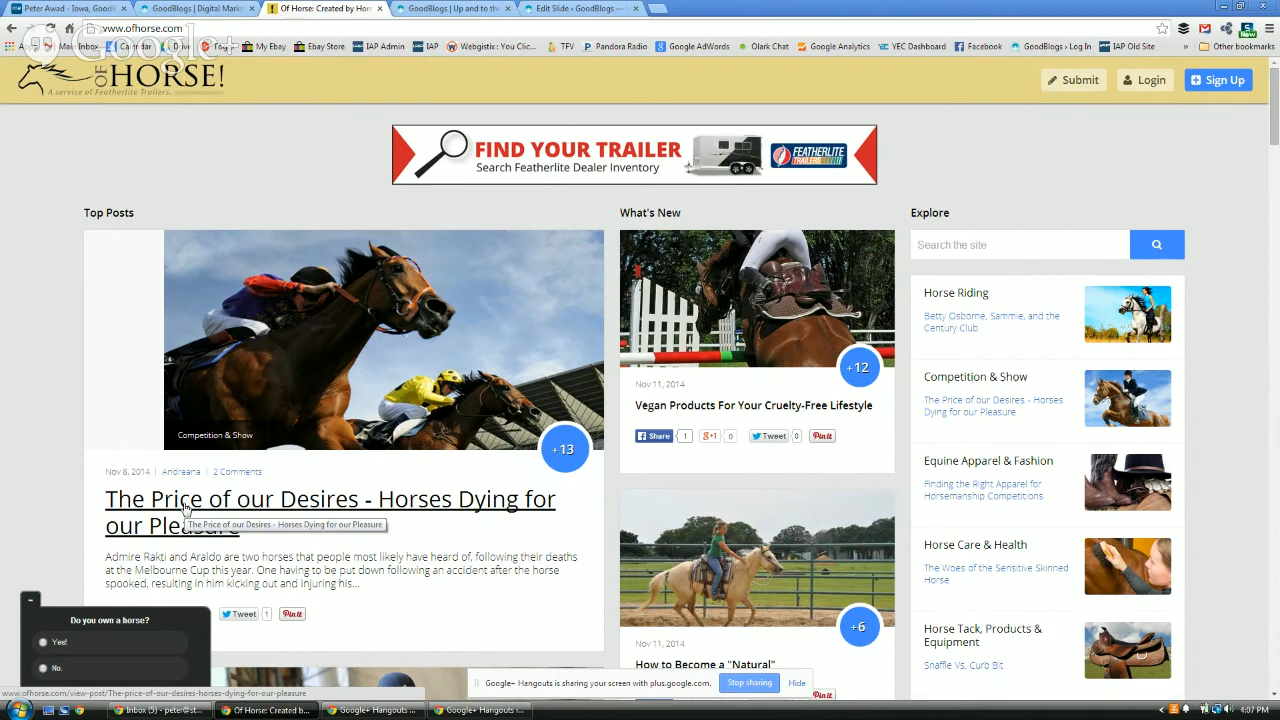 Peter Awad - Iowa, Goodl
GoodBlogs | Digital Marke
Of Horse: Created by Hors
GoodBlogs | Up and to the
Edit Slide ‹ GoodBlogs —
www.ofhorse.com
Main Inbox
Calendar
Drive
My Ebay
Ebay Store
IAP Admin
IAP
Webgistix: You Clic...
TFV
Pandora Radio
Google AdWords
Olark Chat
Google Analytics
YEC Dashboard
Facebook
GoodBlogs › Log In
IAP Old Site
»
Other bookmarks
Google+
OF HORSE!
A service of Featherlite Trailers.
Submit
Login
Sign Up
FIND YOUR TRAILER
Search Featherlite Dealer Inventory
FEATHERLITE
TRAILERS
Top Posts
What's New
Explore
Search the site
Competition & Show
+13
Nov 8, 2014 | Andreana | 2 Comments
The Price of our Desires - Horses Dying for
our Pleasure
The Price of our Desires - Horses Dying for our Pleasure
Admire Rakti and Araldo are two horses that people most likely have heard of, following their deaths
at the Melbourne Cup this year. One having to be put down following an accident after the horse
spooked, resulting in him kicking out and injuring his...
Tweet 1 Pin it
+12
Nov 11, 2014
Vegan Products For Your Cruelty-Free Lifestyle
Share 1 +1 0 Tweet 0 Pin it
+6
Nov 11, 2014
How to Become a "Natural"
Pin it
Horse Riding
Betty Osborne, Sammie, and the
Century Club
Competition & Show
The Price of our Desires - Horses
Dying for our Pleasure
Equine Apparel & Fashion
Finding the Right Apparel for
Horsemanship Competitions
Horse Care & Health
The Woes of the Sensitive Skinned
Horse
Horse Tack, Products &
Equipment
Snaffle Vs. Curb Bit
Do you own a horse?
Yes!
No.
www.ofhorse.com/view-post/The-price-of-our-desires-horses-dying-for-our-pleasure
Google+ Hangouts is sharing your screen with plus.google.com.
Stop sharing
Hide
Inbox (5) - peter@st...
Of Horse: Created b...
Google+ Hangouts ...
Google+ Hangouts i...
4:07 PM